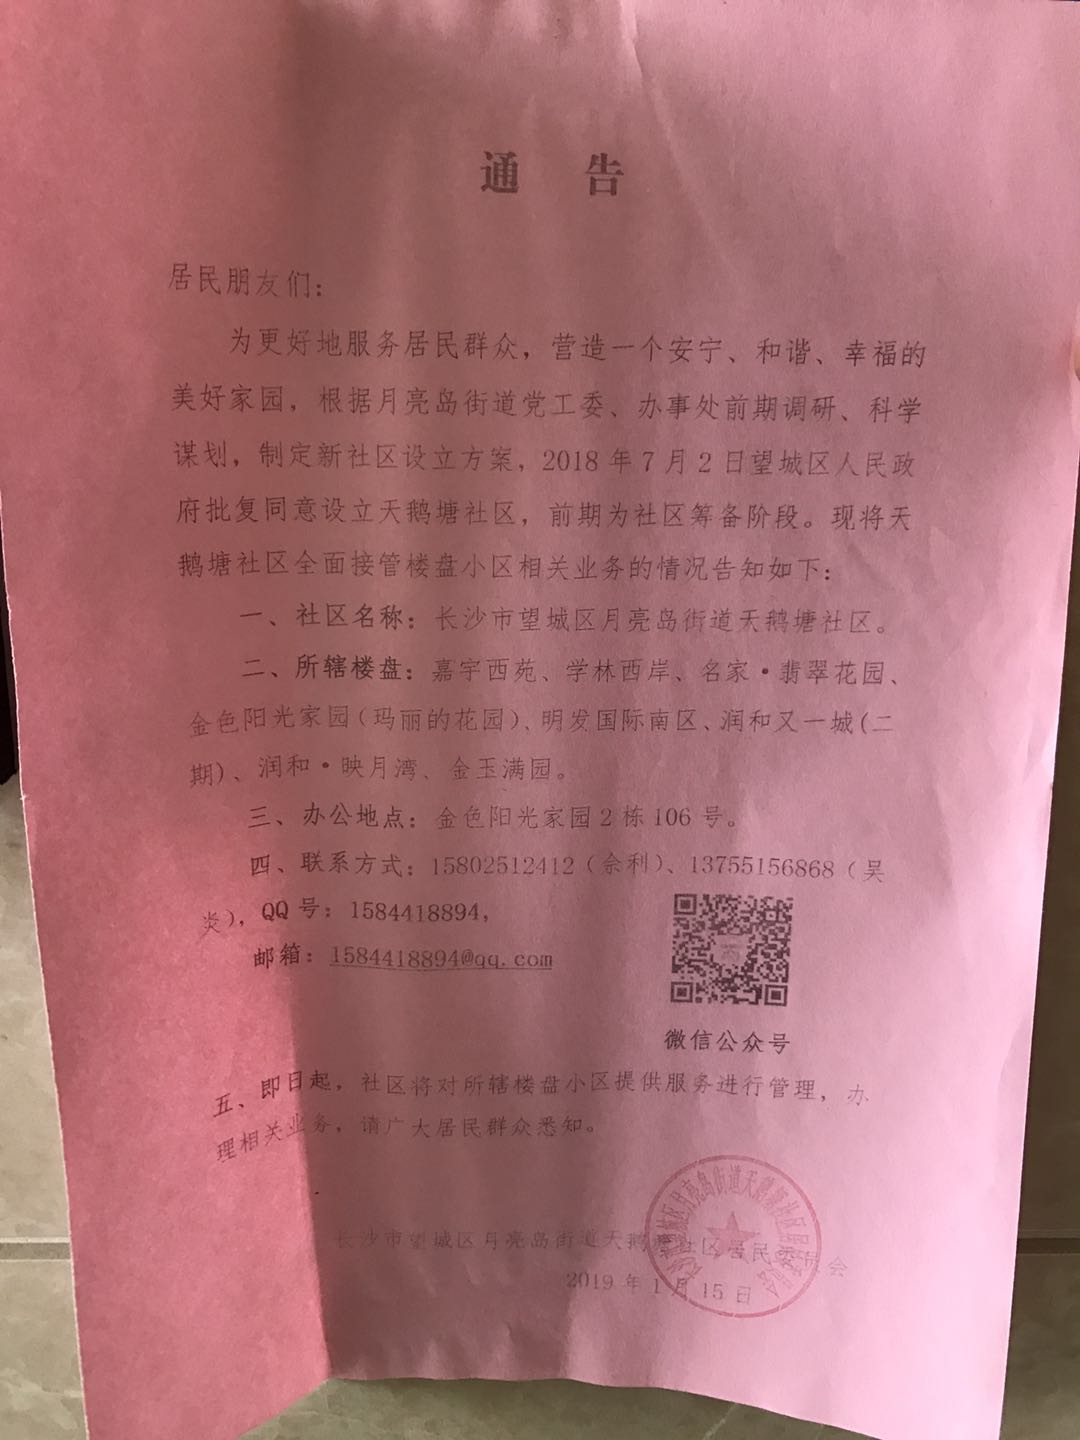 通 告
居民朋友们：
为更好地服务居民群众，营造一个安宁、和谐、幸福的
美好家园，根据月亮岛街道党工委、办事处前期调研、科学
谋划，制定新社区设立方案，2018年7月2日望城区人民政
府批复同意设立天鹅塘社区，前期为社区筹备阶段。现将天
鹅塘社区全面接管楼盘小区相关业务的情况告知如下：
一、社区名称：长沙市望城区月亮岛街道天鹅塘社区。
二、所辖楼盘：嘉宇西苑、学林西岸、名家·翡翠花园、
金色阳光家园（玛丽的花园）、明发国际南区、润和又一城(二
期)、润和·映月湾、金玉满园。
三、办公地点：金色阳光家园2栋106号。
四、联系方式：15802512412（佘利）、13755156868（吴
炎），QQ号：1584418894，
邮箱：1584418894@qq.com
微信公众号
五、即日起，社区将对所辖楼盘小区提供服务进行管理，办
理相关业务，请广大居民群众悉知。
长沙市望城区月亮岛街道天鹅塘社区居民委员会
2019年1月15日